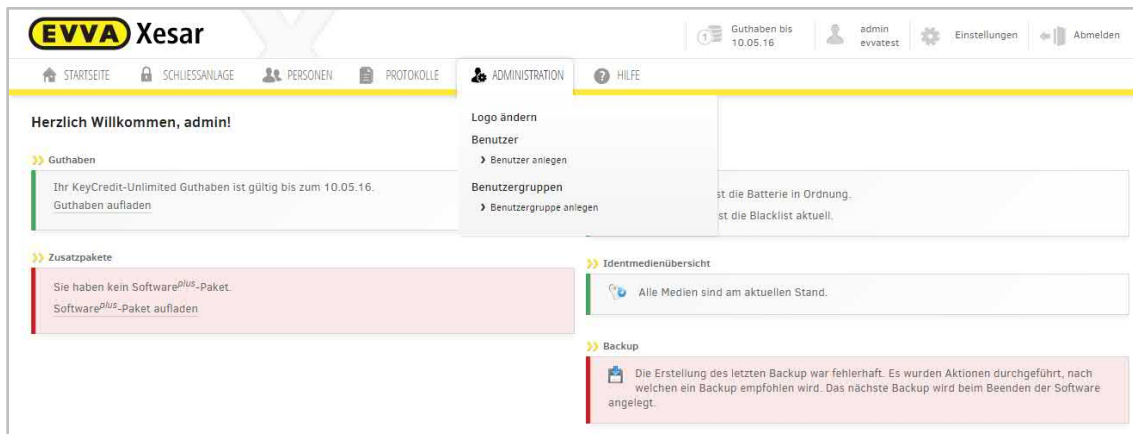 EVVA Xesar
Guthaben bis
10.05.16
admin
evvatest
Einstellungen
Abmelden
STARTSEITE
SCHLIESSANLAGE
PERSONEN
PROTOKOLLE
ADMINISTRATION
HILFE
Herzlich Willkommen, admin!
Logo ändern
Benutzer
Benutzer anlegen
Benutzergruppen
Benutzergruppe anlegen
Guthaben
Ihr KeyCredit-Unlimited Guthaben ist gültig bis zum 10.05.16.
Guthaben aufladen
st die Batterie in Ordnung.
st die Blacklist aktuell.
Zusatzpakete
Sie haben kein Softwareplus-Paket.
Softwareplus-Paket aufladen
Identmedienübersicht
Alle Medien sind am aktuellen Stand.
Backup
Die Erstellung des letzten Backup war fehlerhaft. Es wurden Aktionen durchgeführt, nach
welchen ein Backup empfohlen wird. Das nächste Backup wird beim Beenden der Software
angelegt.